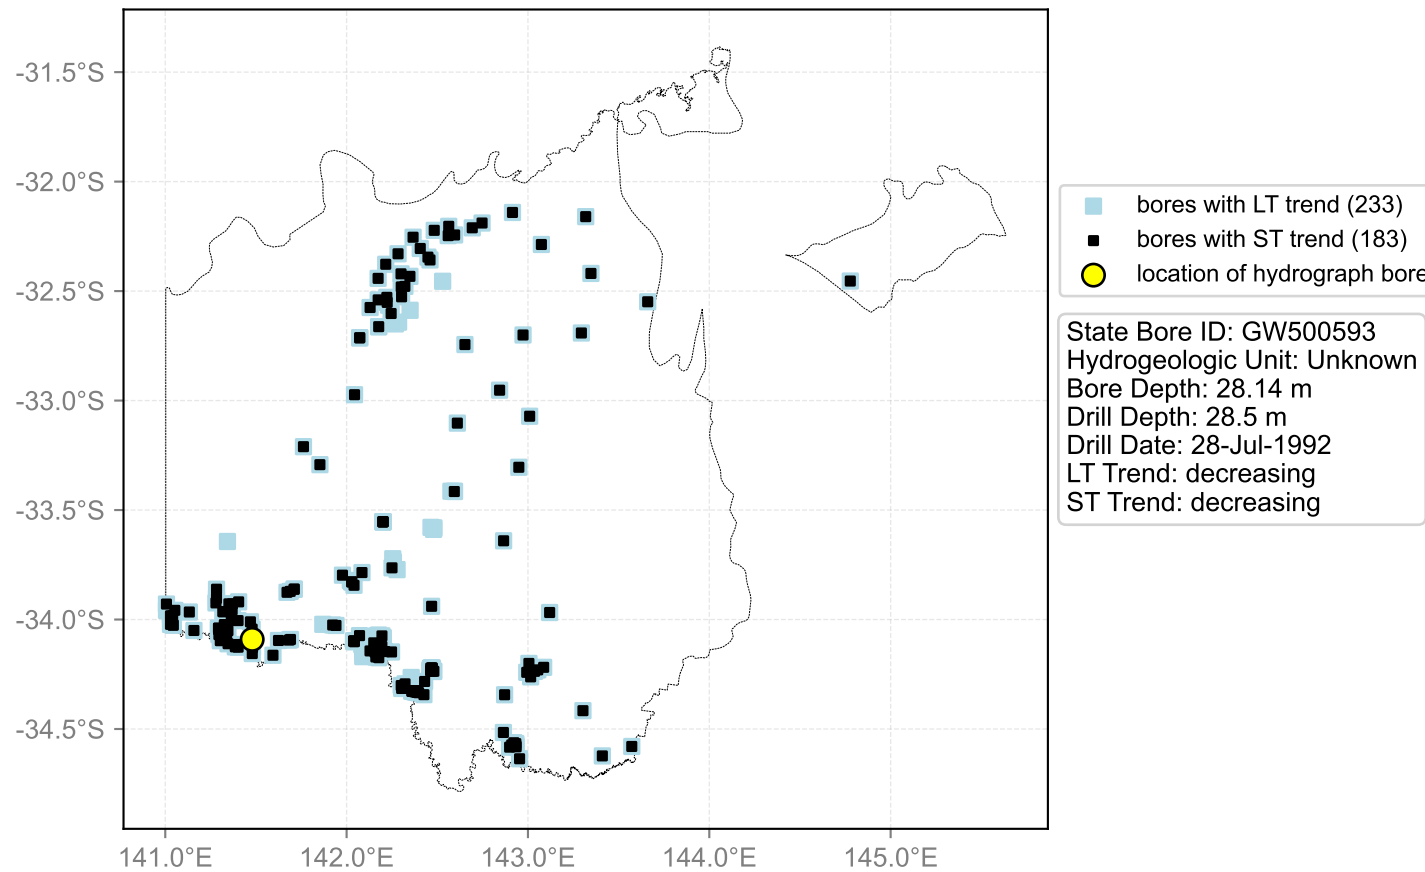 -31.5°S
-32.0°S
-32.5°S
-33.0°S
-33.5°S
-34.0°S
-34.5°S
141.0°E
142.0°E
143.0°E
144.0°E
145.0°E
bores with LT trend (233)
bores with ST trend (183)
location of hydrograph bore
State Bore ID: GW500593
Hydrogeologic Unit: Unknown
Bore Depth: 28.14 m
Drill Depth: 28.5 m
Drill Date: 28-Jul-1992
LT Trend: decreasing
ST Trend: decreasing